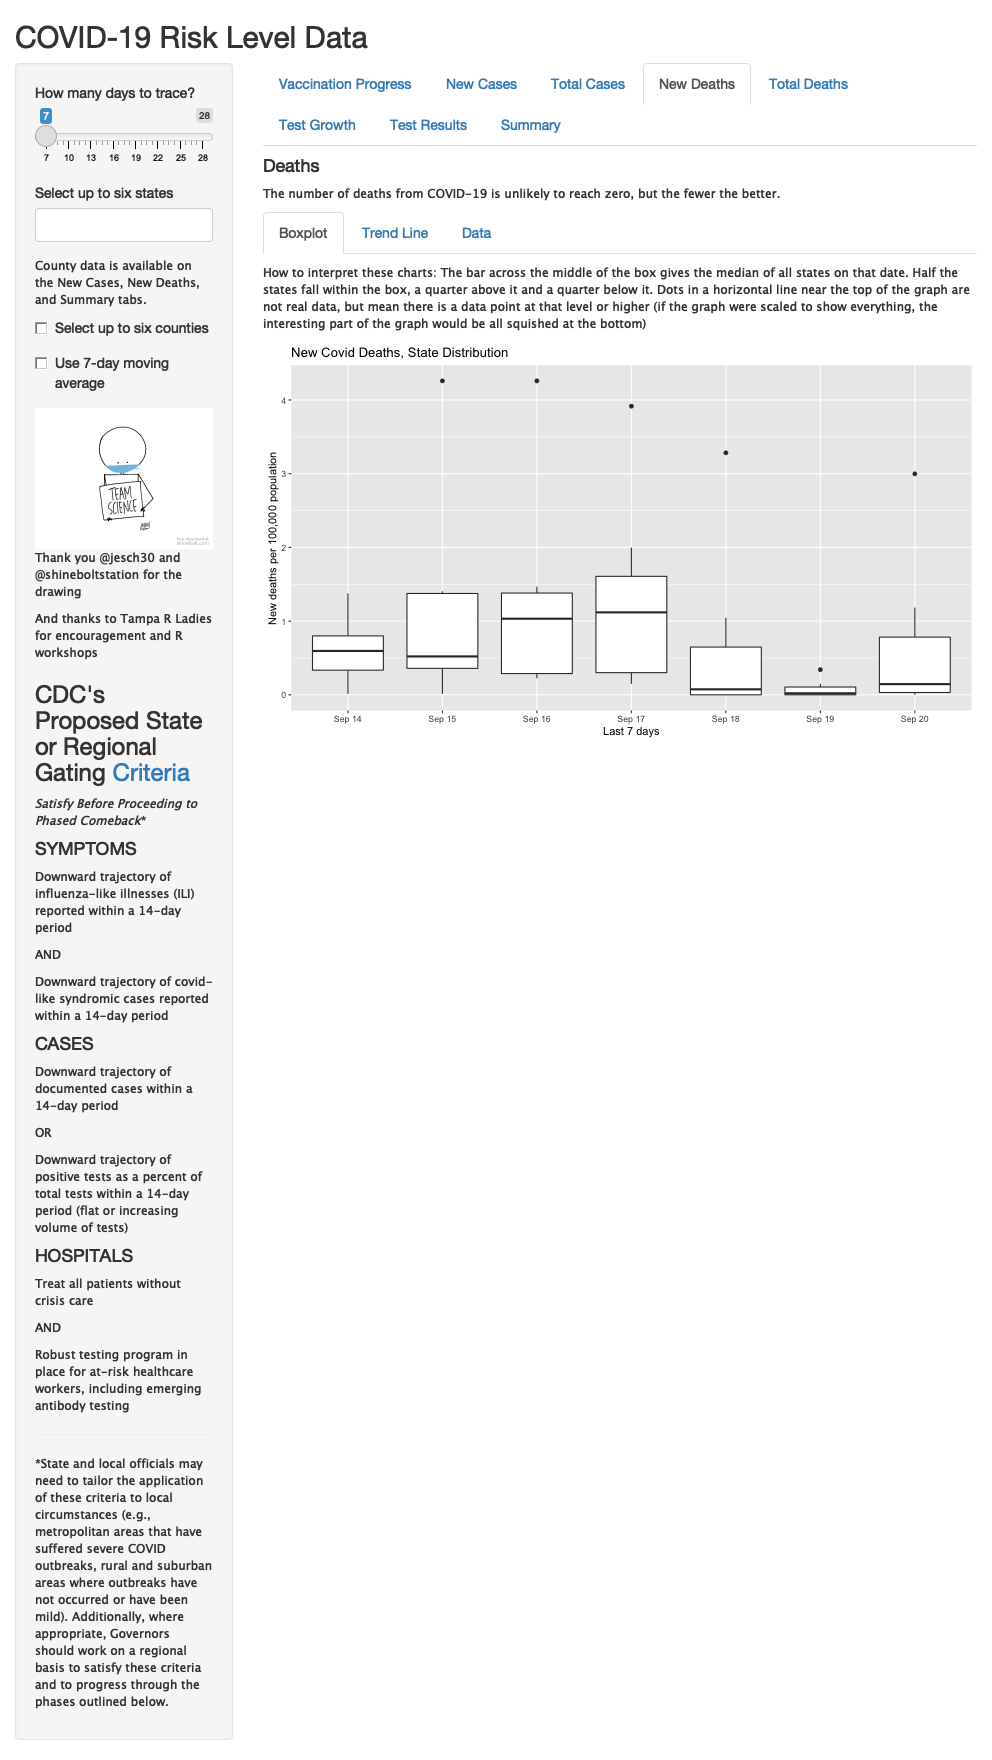 COVID-19 Risk Level Data
How many days to trace?
7
28
7 10 13 16 19 22 25 28
Select up to six states
County data is available on
the New Cases, New Deaths,
and Summary tabs.
Select up to six counties
Use 7-day moving
average
TEAM
SCIENCE
free download at
shinebolt.com
Thank you @jesch30 and
@shineboltstation for the
drawing
And thanks to Tampa R Ladies
for encouragement and R
workshops
CDC's
Proposed State
or Regional
Gating Criteria
Satisfy Before Proceeding to
Phased Comeback*
SYMPTOMS
Downward trajectory of
influenza-like illnesses (ILI)
reported within a 14-day
period
AND
Downward trajectory of covid-
like syndromic cases reported
within a 14-day period
CASES
Downward trajectory of
documented cases within a
14-day period
OR
Downward trajectory of
positive tests as a percent of
total tests within a 14-day
period (flat or increasing
volume of tests)
HOSPITALS
Treat all patients without
crisis care
AND
Robust testing program in
place for at-risk healthcare
workers, including emerging
antibody testing
*State and local officials may
need to tailor the application
of these criteria to local
circumstances (e.g.,
metropolitan areas that have
suffered severe COVID
outbreaks, rural and suburban
areas where outbreaks have
not occurred or have been
mild). Additionally, where
appropriate, Governors
should work on a regional
basis to satisfy these criteria
and to progress through the
phases outlined below.
Vaccination Progress New Cases Total Cases New Deaths Total Deaths
Test Growth Test Results Summary
Deaths
The number of deaths from COVID-19 is unlikely to reach zero, but the fewer the better.
Boxplot Trend Line Data
How to interpret these charts: The bar across the middle of the box gives the median of all states on that date. Half the
states fall within the box, a quarter above it and a quarter below it. Dots in a horizontal line near the top of the graph are
not real data, but mean there is a data point at that level or higher (if the graph were scaled to show everything, the
interesting part of the graph would be all squished at the bottom)
New Covid Deaths, State Distribution
New deaths per 100,000 population
4
3
2
1
0
Sep 14 Sep 15 Sep 16 Sep 17 Sep 18 Sep 19 Sep 20
Last 7 days